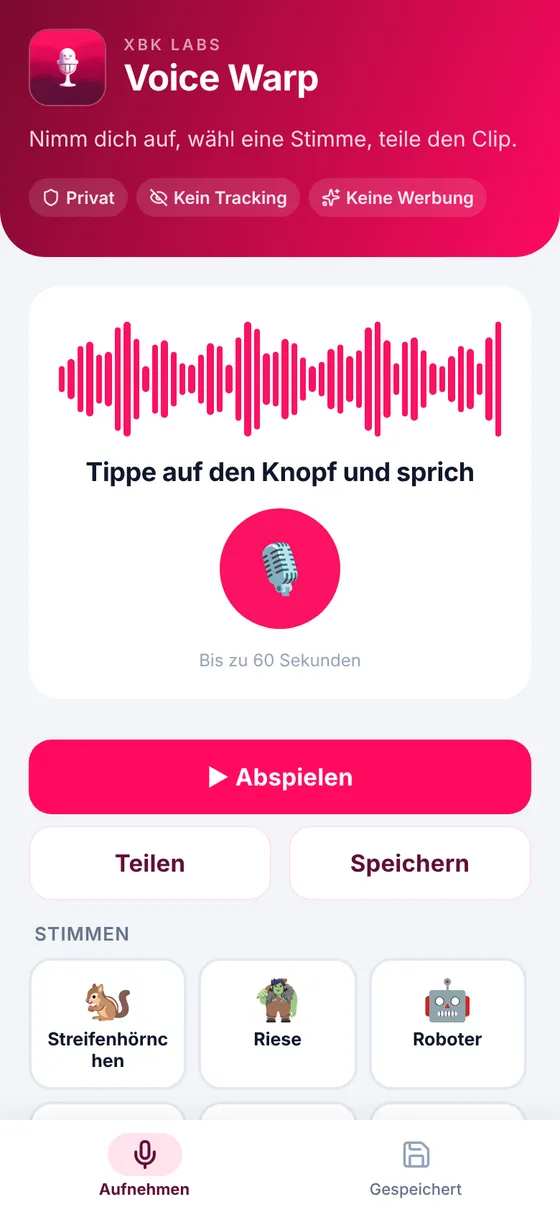 XBK LABS
Voice Warp
Nimm dich auf, wähl eine Stimme, teile den Clip.
Privat
Kein Tracking
Keine Werbung
Tippe auf den Knopf und sprich
Bis zu 60 Sekunden
▶ Abspielen
Teilen
Speichern
STIMMEN
Streifenhörnc
hen
Riese
Roboter
Aufnehmen
Gespeichert